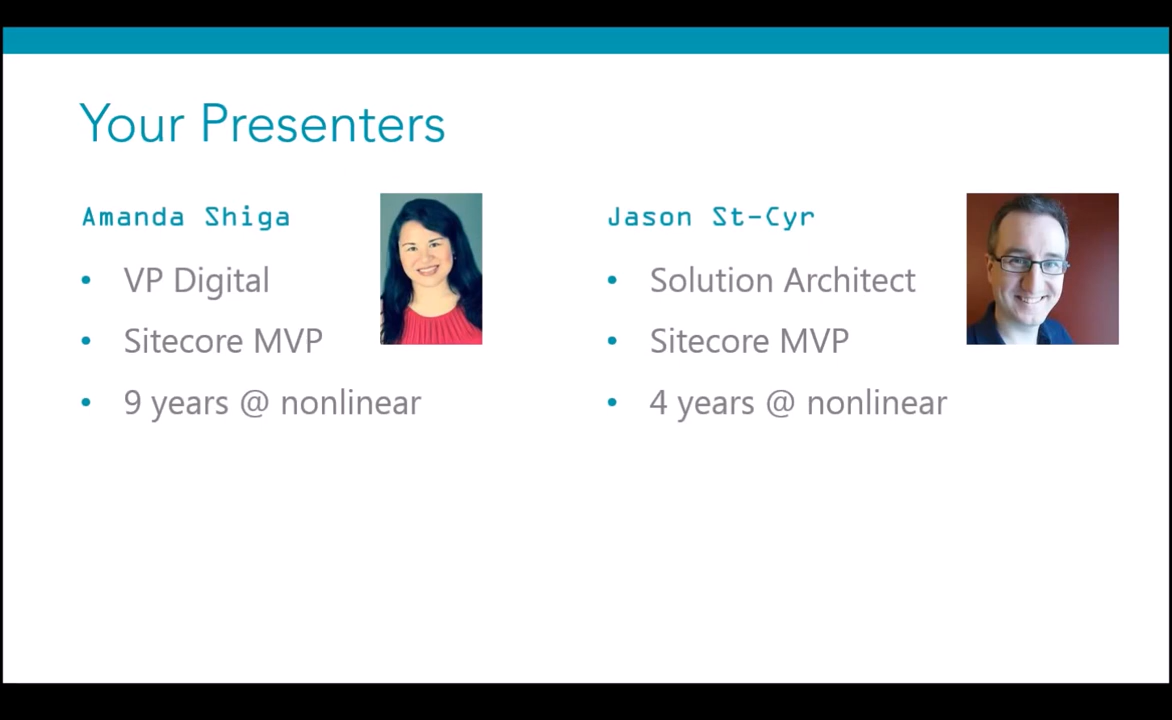 Your Presenters
Amanda Shiga
• VP Digital
• Sitecore MVP
• 9 years @ nonlinear
Jason St-Cyr
• Solution Architect
• Sitecore MVP
• 4 years @ nonlinear